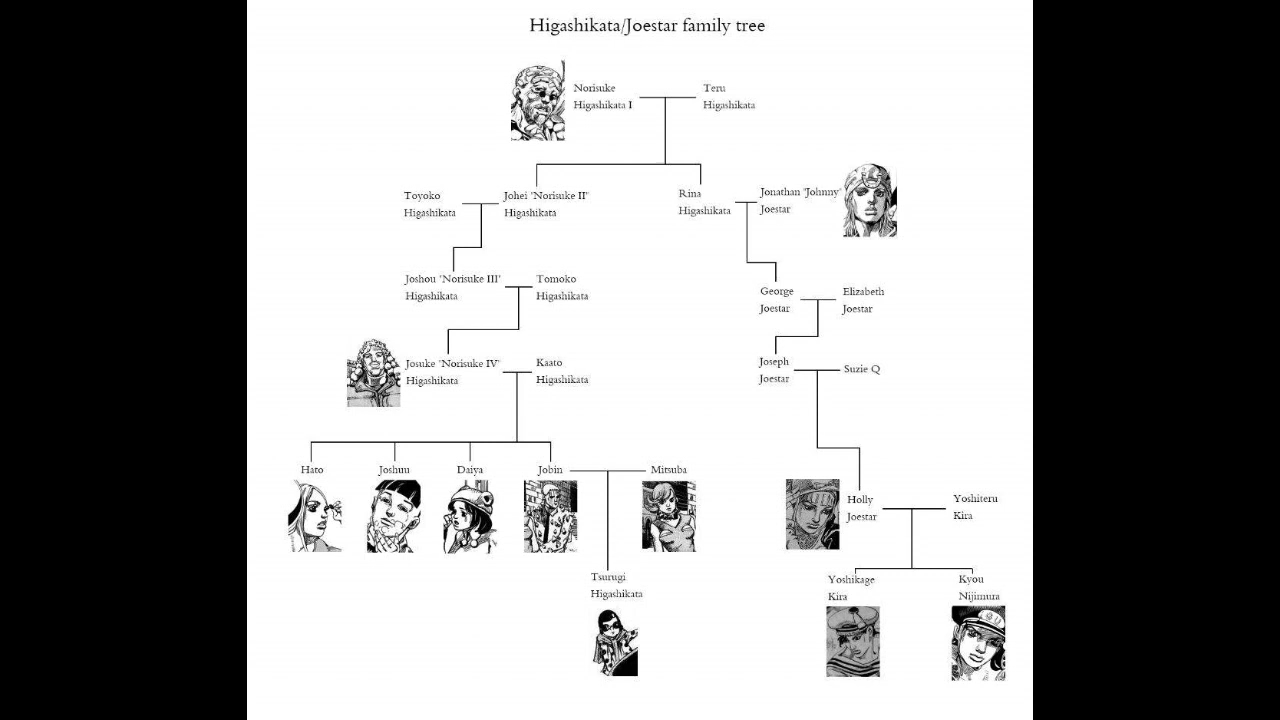 Higashikata/Joestar family tree
Norisuke
Higashikata I
Teru
Higashikata
Toyoko
Higashikata
Johei "Norisuke II"
Higashikata
Rina
Higashikata
Jonathan "Johnny"
Joestar
Joshou "Norisuke III"
Higashikata
Tomoko
Higashikata
George
Joestar
Elizabeth
Joestar
Josuke "Norisuke IV"
Higashikata
Kaato
Higashikata
Joseph
Joestar
Suzie Q
Hato
Joshuu
Daiya
Jobin
Mitsuba
Holly
Joestar
Yoshiteru
Kira
Tsurugi
Higashikata
Yoshikage
Kira
Kyou
Nijimura